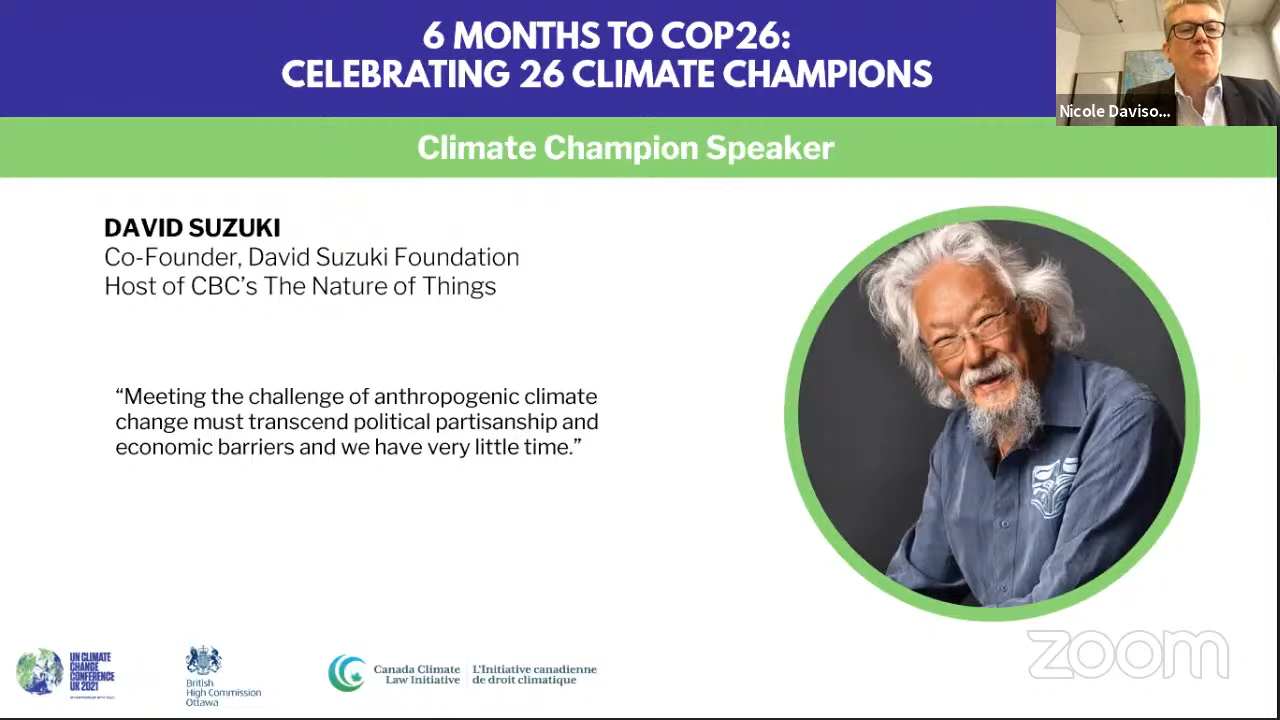 6 MONTHS TO COP26:
CELEBRATING 26 CLIMATE CHAMPIONS
Nicole Daviso...
Climate Champion Speaker
DAVID SUZUKI
Co-Founder, David Suzuki Foundation
Host of CBC’s The Nature of Things
“Meeting the challenge of anthropogenic climate
change must transcend political partisanship and
economic barriers and we have very little time.”
zoom
UN CLIMATE
CHANGE
CONFERENCE
UK 2021
British
High Commission
Ottawa
Canada Climate
Law Initiative
L’Initiative canadienne
de droit climatique